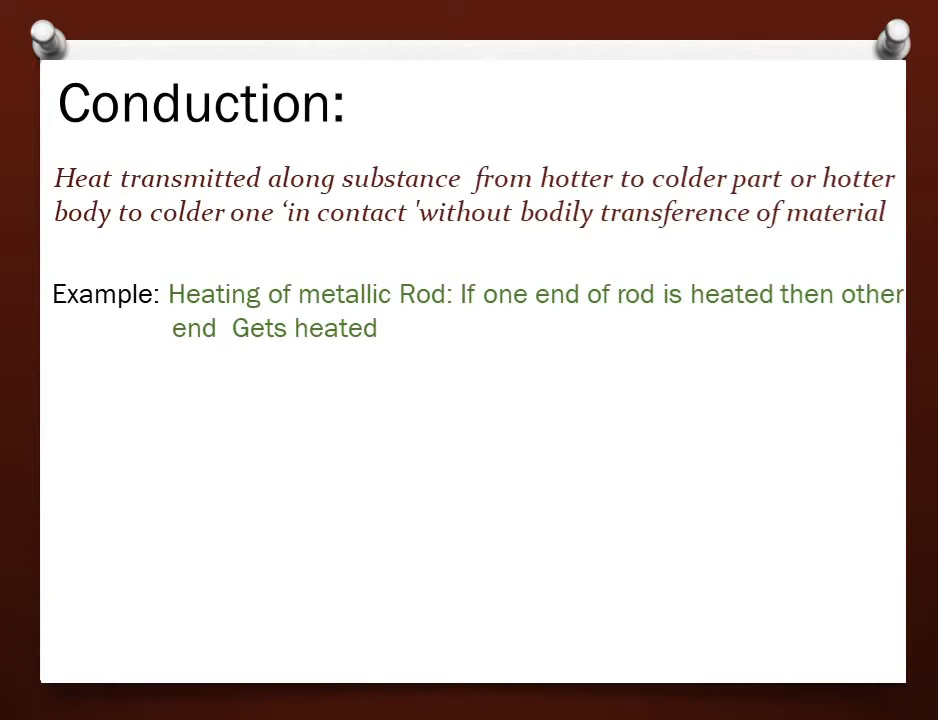 Conduction:
Heat transmitted along substance from hotter to colder part or hotter
body to colder one ‘in contact 'without bodily transference of material
Example: Heating of metallic Rod: If one end of rod is heated then other
end Gets heated